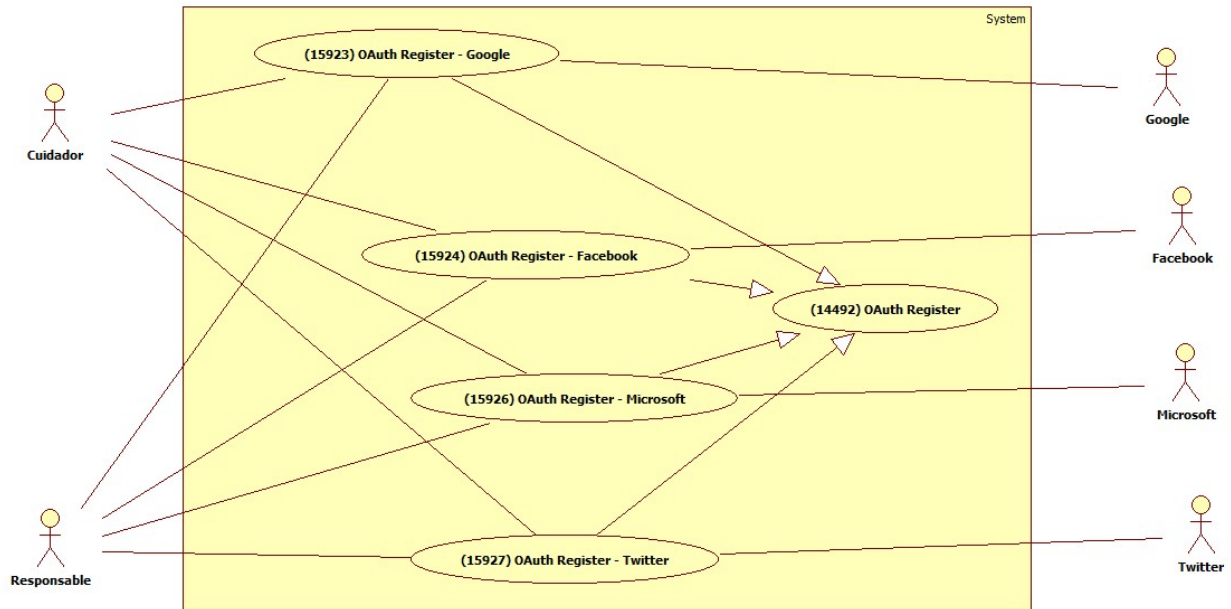 System
(15923) OAuth Register - Google
Google
Cuidador
(15924) OAuth Register - Facebook
Facebook
(14492) OAuth Register
(15926) OAuth Register - Microsoft
Microsoft
(15927) OAuth Register - Twitter
Responsable
Twitter